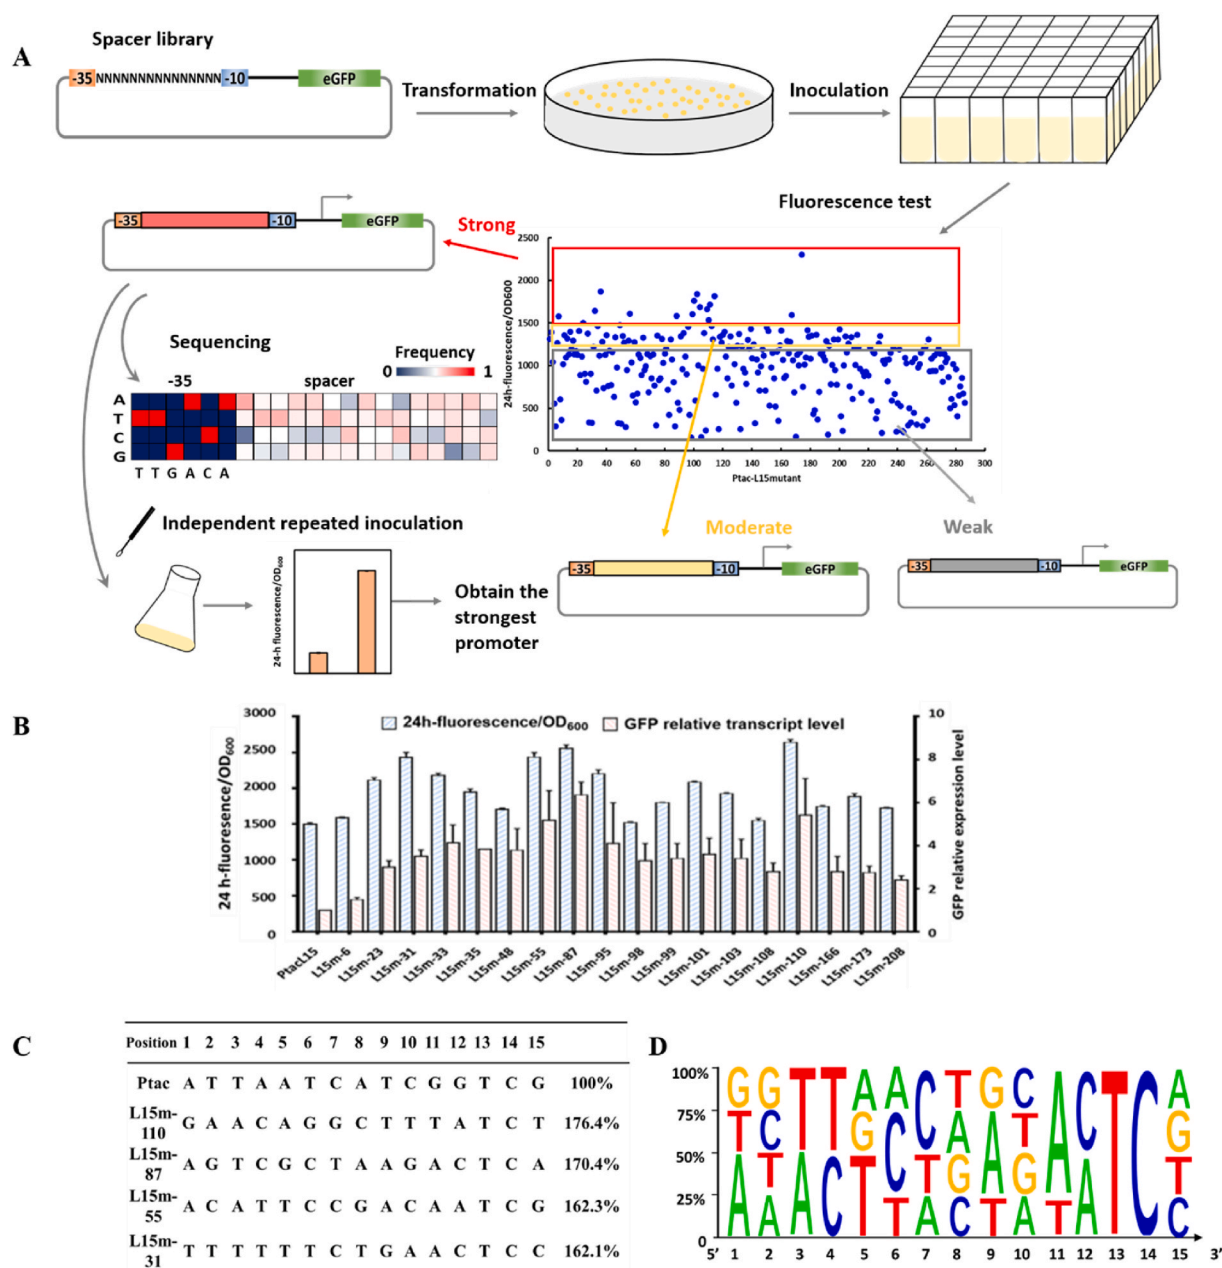 A
Spacer library
-35 NNNNNNNNNNNNNNN -10 eGFP
Transformation
Inoculation
Fluorescence test
-35 -10 eGFP
Strong
2500
2000
1500
1000
500
0
24h-fluorescence/OD600
0 20 40 60 80 100 120 140 160 180 200 220 240 260 280 300
Ptac-L15mutant
Sequencing
Frequency
0 1
-35 spacer
A
T
C
G
T T G A C A
Independent repeated inoculation
24-h fluorescence/OD600
Obtain the
strongest
promoter
Moderate
-35 -10 eGFP
Weak
-35 -10 eGFP
B
24h-fluorescence/OD600 GFP relative transcript level
3000
2500
2000
1500
1000
500
0
24 h-fluoresence/OD600
10
8
6
4
2
0
GFP relative expression level
PtacL15 L15m-6 L15m-23 L15m-31 L15m-33 L15m-35 L15m-48 L15m-55 L15m-87 L15m-95 L15m-98 L15m-99 L15m-101 L15m-103 L15m-108 L15m-110 L15m-166 L15m-173 L15m-208
C
Position 1 2 3 4 5 6 7 8 9 10 11 12 13 14 15
Ptac A T T A A T C A T C G G T C G 100%
L15m-110 G A A C A G G C T T T A T C T 176.4%
L15m-87 A G T C G C T A A G A C T C A 170.4%
L15m-55 A C A T T C C G A C A A T C G 162.3%
L15m-31 T T T T T T C T G A A C T C C 162.1%
D
100%
75%
50%
25%
0
G G T T A A C T G C A C T C A
T C A C G C T A A T T A G
A T T T A G T G T
A C A C
5' 1 2 3 4 5 6 7 8 9 10 11 12 13 14 15 3'